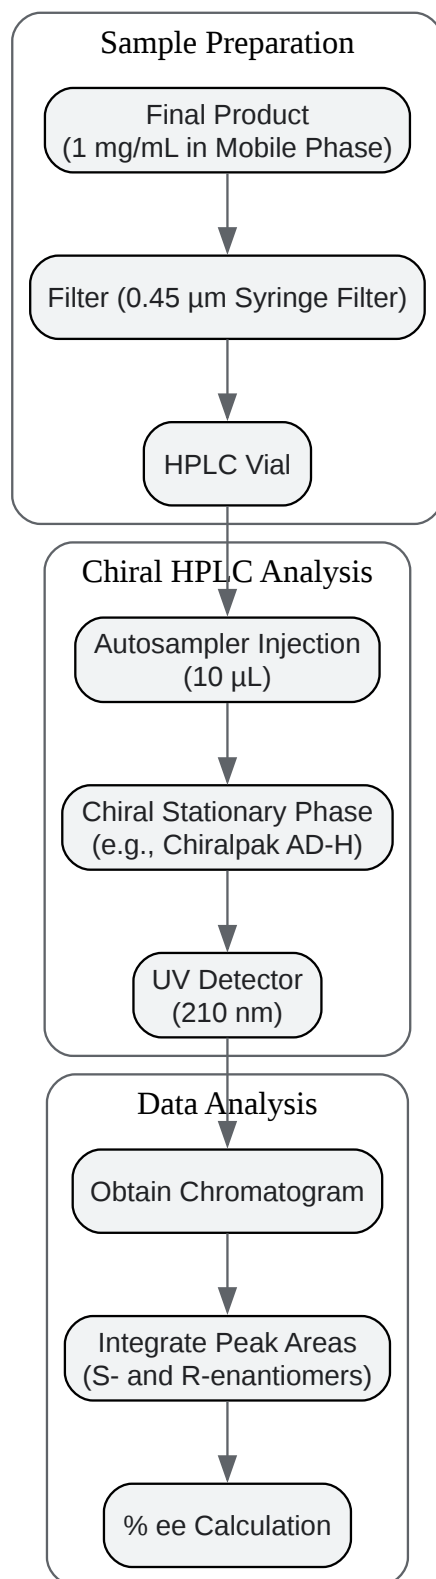 Sample Preparation
Final Product
(1 mg/mL in Mobile Phase)
Filter (0.45 µm Syringe Filter)
HPLC Vial
Chiral HPLC Analysis
Autosampler Injection
(10 µL)
Chiral Stationary Phase
(e.g., Chiralpak AD-H)
UV Detector
(210 nm)
Data Analysis
Obtain Chromatogram
Integrate Peak Areas
(S- and R-enantiomers)
% ee Calculation